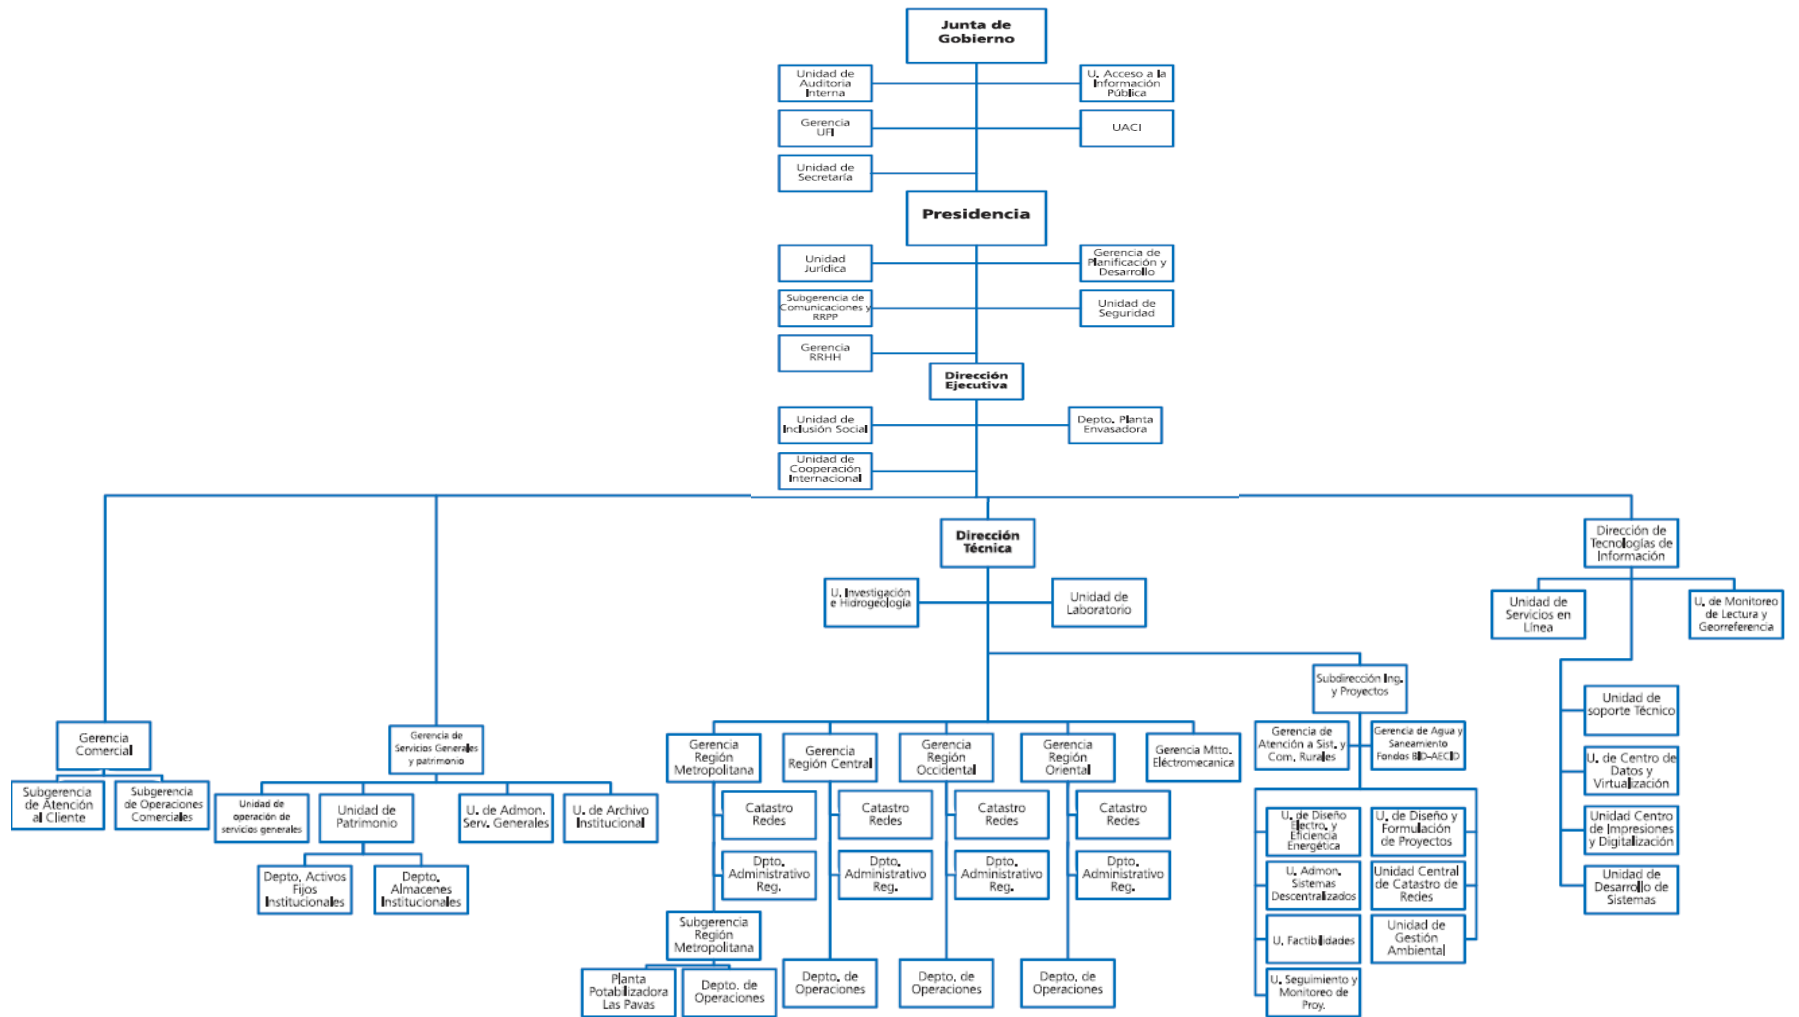 Junta de
Gobierno
Unidad de
Auditoria
Interna
U. Acceso a la
Información
Pública
Gerencia
UFI
UACI
Unidad de
Secretaría
Presidencia
Unidad
Jurídica
Gerencia de
Planificación y
Desarrollo
Subgerencia de
Comunicaciones y
RRPP
Unidad de
Seguridad
Gerencia
RRHH
Dirección
Ejecutiva
Unidad de
Inclusión Social
Depto. Planta
Envasadora
Unidad de
Cooperación
Internacional
Dirección
Técnica
Dirección de
Tecnologías de
Información
U. Investigación
e Hidrogeología
Unidad de
Laboratorio
Unidad de
Servicios en
Línea
U. de Monitoreo
de Lectura y
Georreferencia
Subdirección Ing.
y Proyectos
Unidad de
soporte Técnico
U. de Centro de
Datos y
Virtualización
Unidad Centro
de Impresiones
y Digitalización
Unidad de
Desarrollo de
Sistemas
Gerencia
Comercial
Gerencia de
Servicios Generales
y patrimonio
Gerencia
Región
Metropolitana
Gerencia
Región Central
Gerencia
Región
Occidental
Gerencia
Región
Oriental
Gerencia Mtto.
Eléctromecanica
Gerencia de
Atención a Sist. y
Com. Rurales
Gerencia de Agua y
Saneamiento
Fondos BID-AECID
Subgerencia
de Atención
al Cliente
Subgerencia
de Operaciones
Comerciales
Unidad de
operación de
servicios generales
Unidad de
Patrimonio
U. de Admon.
Serv. Generales
U. de Archivo
Institucional
Depto, Activos
Fijos
Institucionales
Depto.
Almacenes
Institucionales
Catastro
Redes
Catastro
Redes
Catastro
Redes
Catastro
Redes
Dpto.
Administrativo
Reg.
Dpto.
Administrativo
Reg.
Dpto.
Administrativo
Reg.
Dpto.
Administrativo
Reg.
Subgerencia
Región
Metropolitana
Planta
Potabilizadora
Las Pavas
Depto. de
Operaciones
Depto. de
Operaciones
Depto. de
Operaciones
Depto. de
Operaciones
U. de Diseño
Electro. y
Eficiencia
Energética
U. de Diseño y
Formulación
de Proyectos
U. Admon.
Sistemas
Descentralizados
Unidad Central
de Catastro de
Redes
U. Factibilidades
Unidad de
Gestión
Ambiental
U. Seguimiento y
Monitoreo de
Proy.